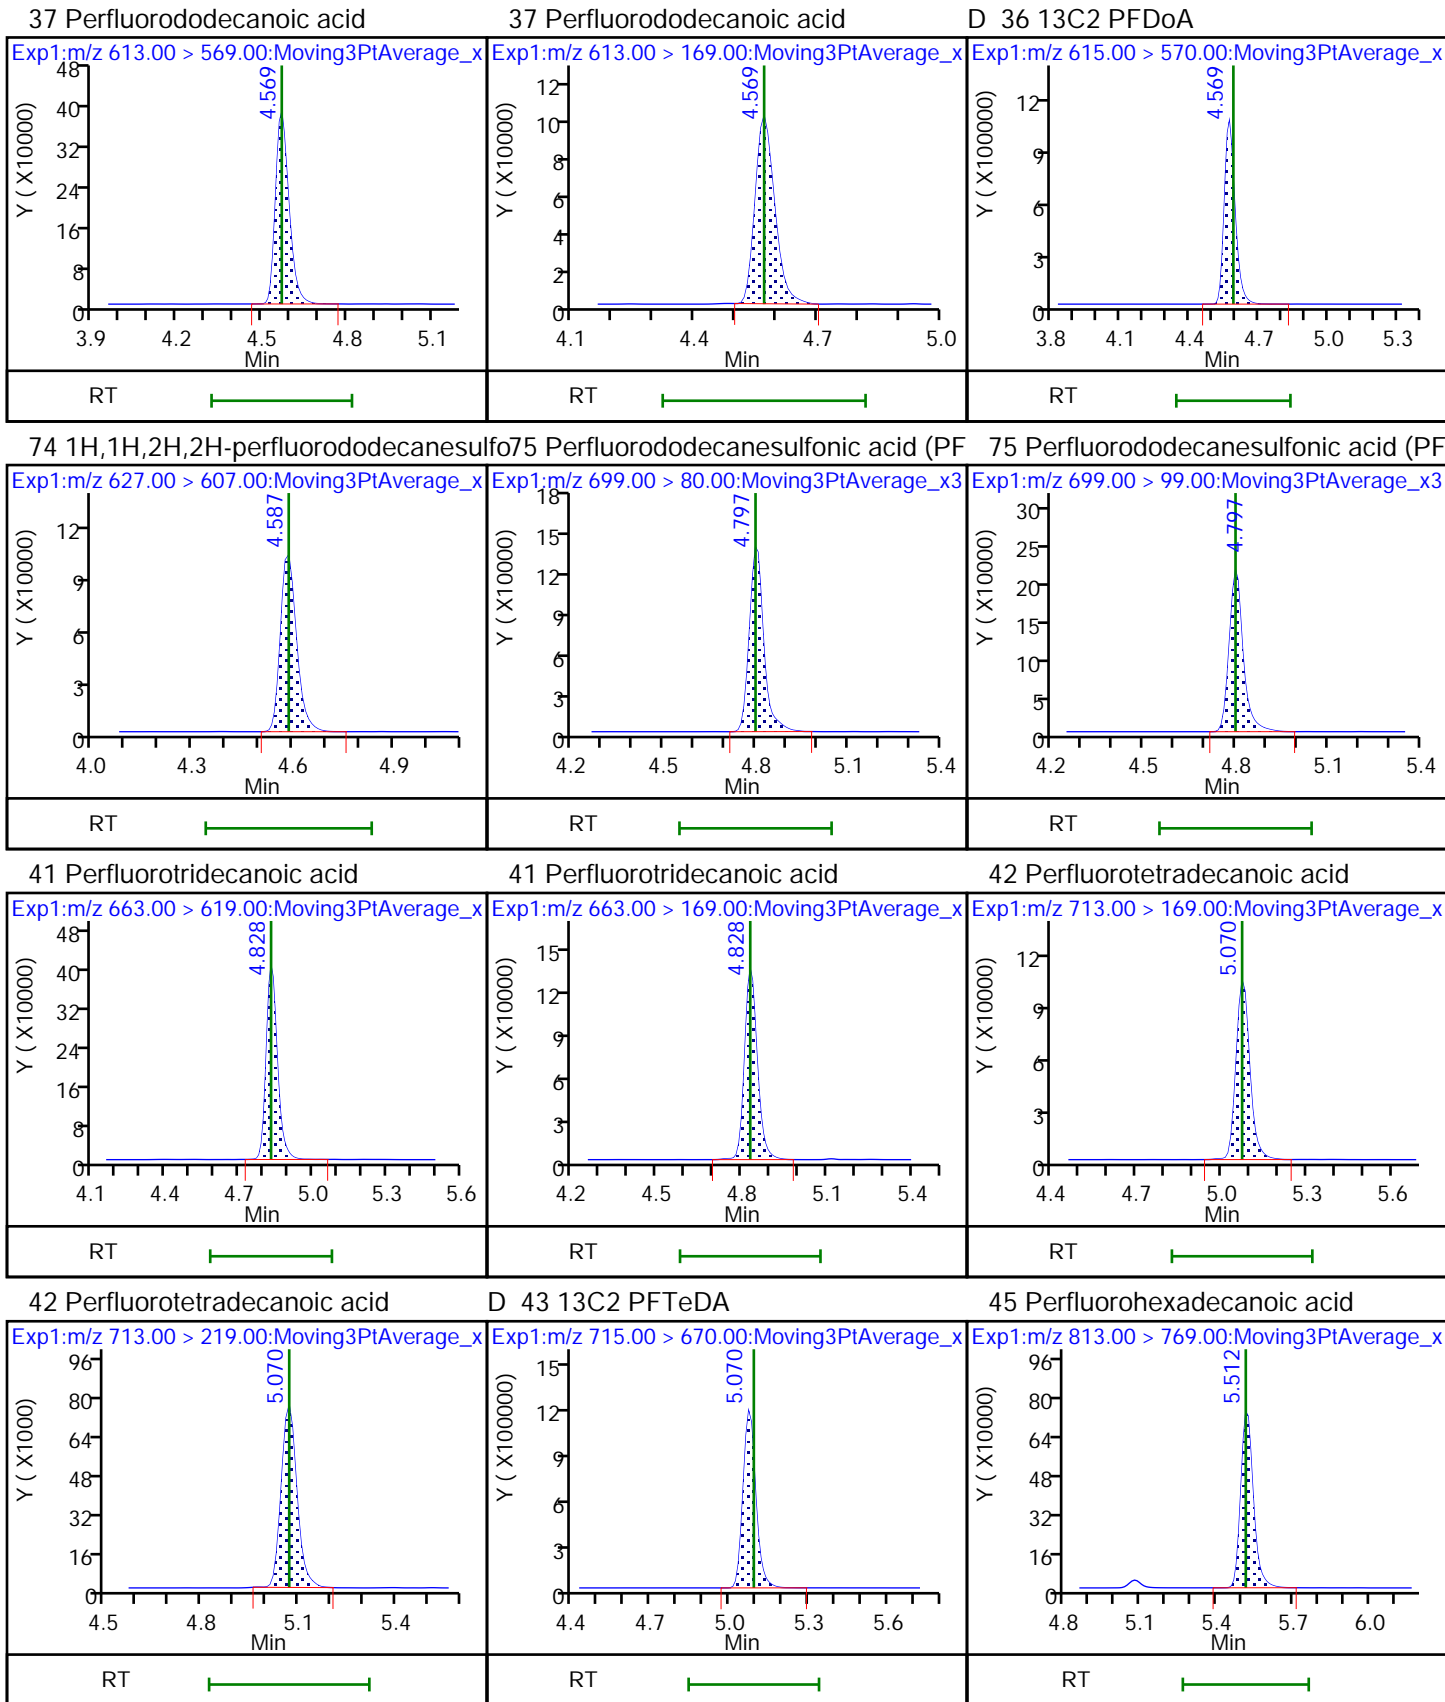 37 Perfluorododecanoic acid
Exp1:m/z 613.00 > 569.00:Moving3PtAverage_x
Y ( X10000)
48
40
32
24
16
8
0
4.569
3.9 4.2 4.5 4.8 5.1
Min
RT
37 Perfluorododecanoic acid
Exp1:m/z 613.00 > 169.00:Moving3PtAverage_x
Y ( X10000)
12
10
8
6
4
2
0
4.569
4.1 4.4 4.7 5.0
Min
RT
D 36 13C2 PFDoA
Exp1:m/z 615.00 > 570.00:Moving3PtAverage_x
Y ( X100000)
12
9
6
3
0
4.569
3.8 4.1 4.4 4.7 5.0 5.3
Min
RT
74 1H,1H,2H,2H-perfluorododecanesulfo
Exp1:m/z 627.00 > 607.00:Moving3PtAverage_x
Y ( X10000)
12
9
6
3
0
4.587
4.0 4.3 4.6 4.9
Min
RT
75 Perfluorododecanesulfonic acid (PF
Exp1:m/z 699.00 > 80.00:Moving3PtAverage_x3
Y ( X10000)
18
15
12
9
6
3
0
4.797
4.2 4.5 4.8 5.1 5.4
Min
RT
75 Perfluorododecanesulfonic acid (PF
Exp1:m/z 699.00 > 99.00:Moving3PtAverage_x3
Y ( X10000)
30
25
20
15
10
5
0
4.797
4.2 4.5 4.8 5.1 5.4
Min
RT
41 Perfluorotridecanoic acid
Exp1:m/z 663.00 > 619.00:Moving3PtAverage_x
Y ( X10000)
48
40
32
24
16
8
0
4.828
4.1 4.4 4.7 5.0 5.3 5.6
Min
RT
41 Perfluorotridecanoic acid
Exp1:m/z 663.00 > 169.00:Moving3PtAverage_x
Y ( X10000)
15
12
9
6
3
0
4.828
4.2 4.5 4.8 5.1 5.4
Min
RT
42 Perfluorotetradecanoic acid
Exp1:m/z 713.00 > 169.00:Moving3PtAverage_x
Y ( X10000)
12
9
6
3
0
5.070
4.4 4.7 5.0 5.3 5.6
Min
RT
42 Perfluorotetradecanoic acid
Exp1:m/z 713.00 > 219.00:Moving3PtAverage_x
Y ( X1000)
96
80
64
48
32
16
0
5.070
4.5 4.8 5.1 5.4
Min
RT
D 43 13C2 PFTeDA
Exp1:m/z 715.00 > 670.00:Moving3PtAverage_x
Y ( X100000)
15
12
9
6
3
0
5.070
4.4 4.7 5.0 5.3 5.6
Min
RT
45 Perfluorohexadecanoic acid
Exp1:m/z 813.00 > 769.00:Moving3PtAverage_x
Y ( X10000)
96
80
64
48
32
16
0
5.512
4.8 5.1 5.4 5.7 6.0
Min
RT